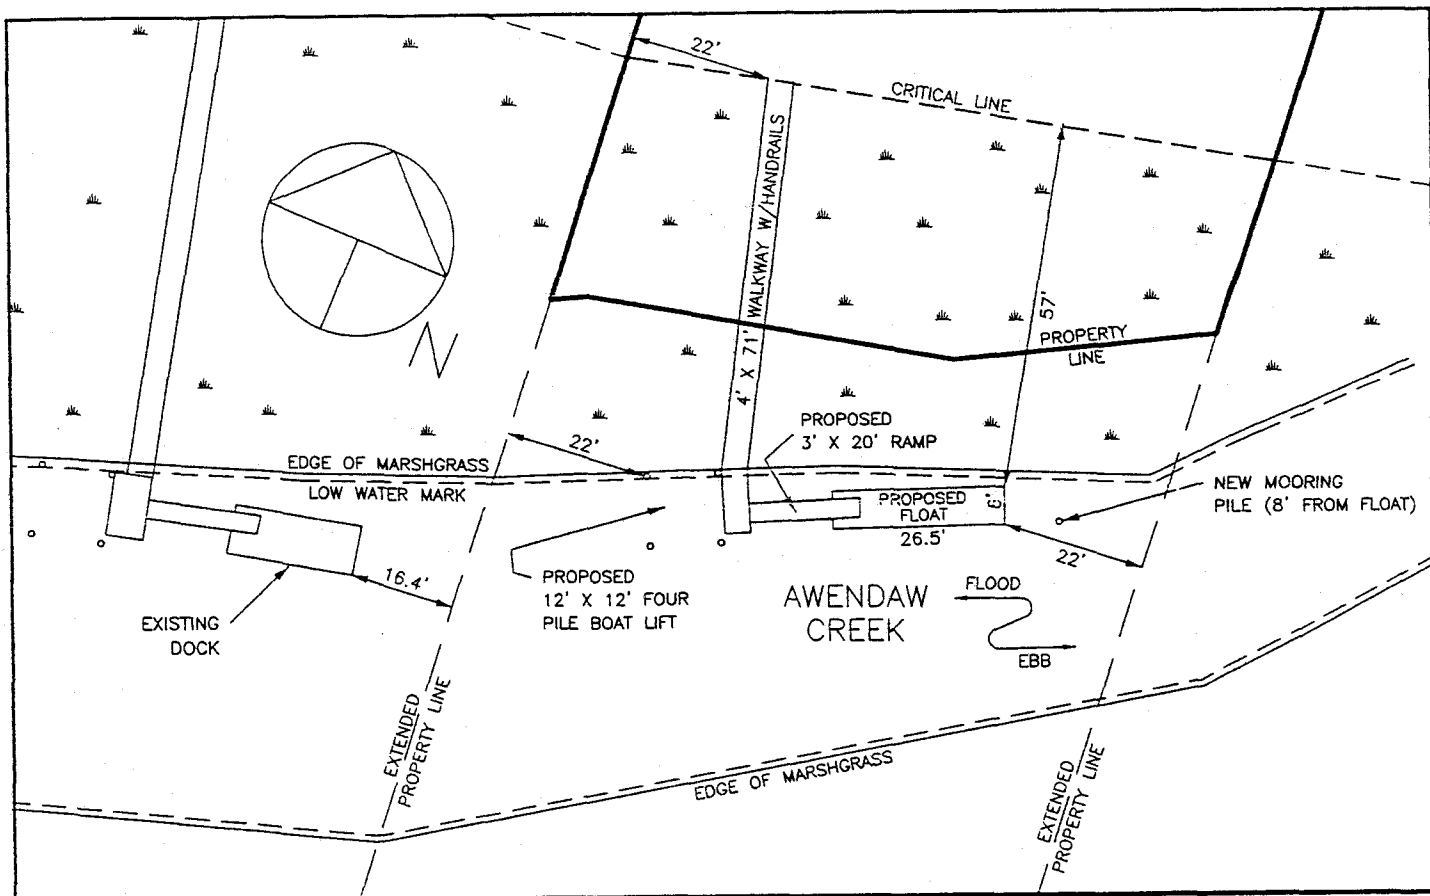 22'
CRITICAL LINE
4' X 71' WALKWAY W/HANDRAILS
57'
PROPERTY
LINE
N
PROPOSED
3' X 20' RAMP
22'
EDGE OF MARSHGRASS
LOW WATER MARK
PROPOSED
FLOAT
26.5'
NEW MOORING
PILE (8' FROM FLOAT)
22'
16.4'
EXISTING
DOCK
PROPOSED
12' X 12' FOUR
PILE BOAT LIFT
AWENDAW
CREEK
FLOOD
EBB
EXTENDED
PROPERTY LINE
EDGE OF MARSHGRASS
EXTENDED
PROPERTY LINE